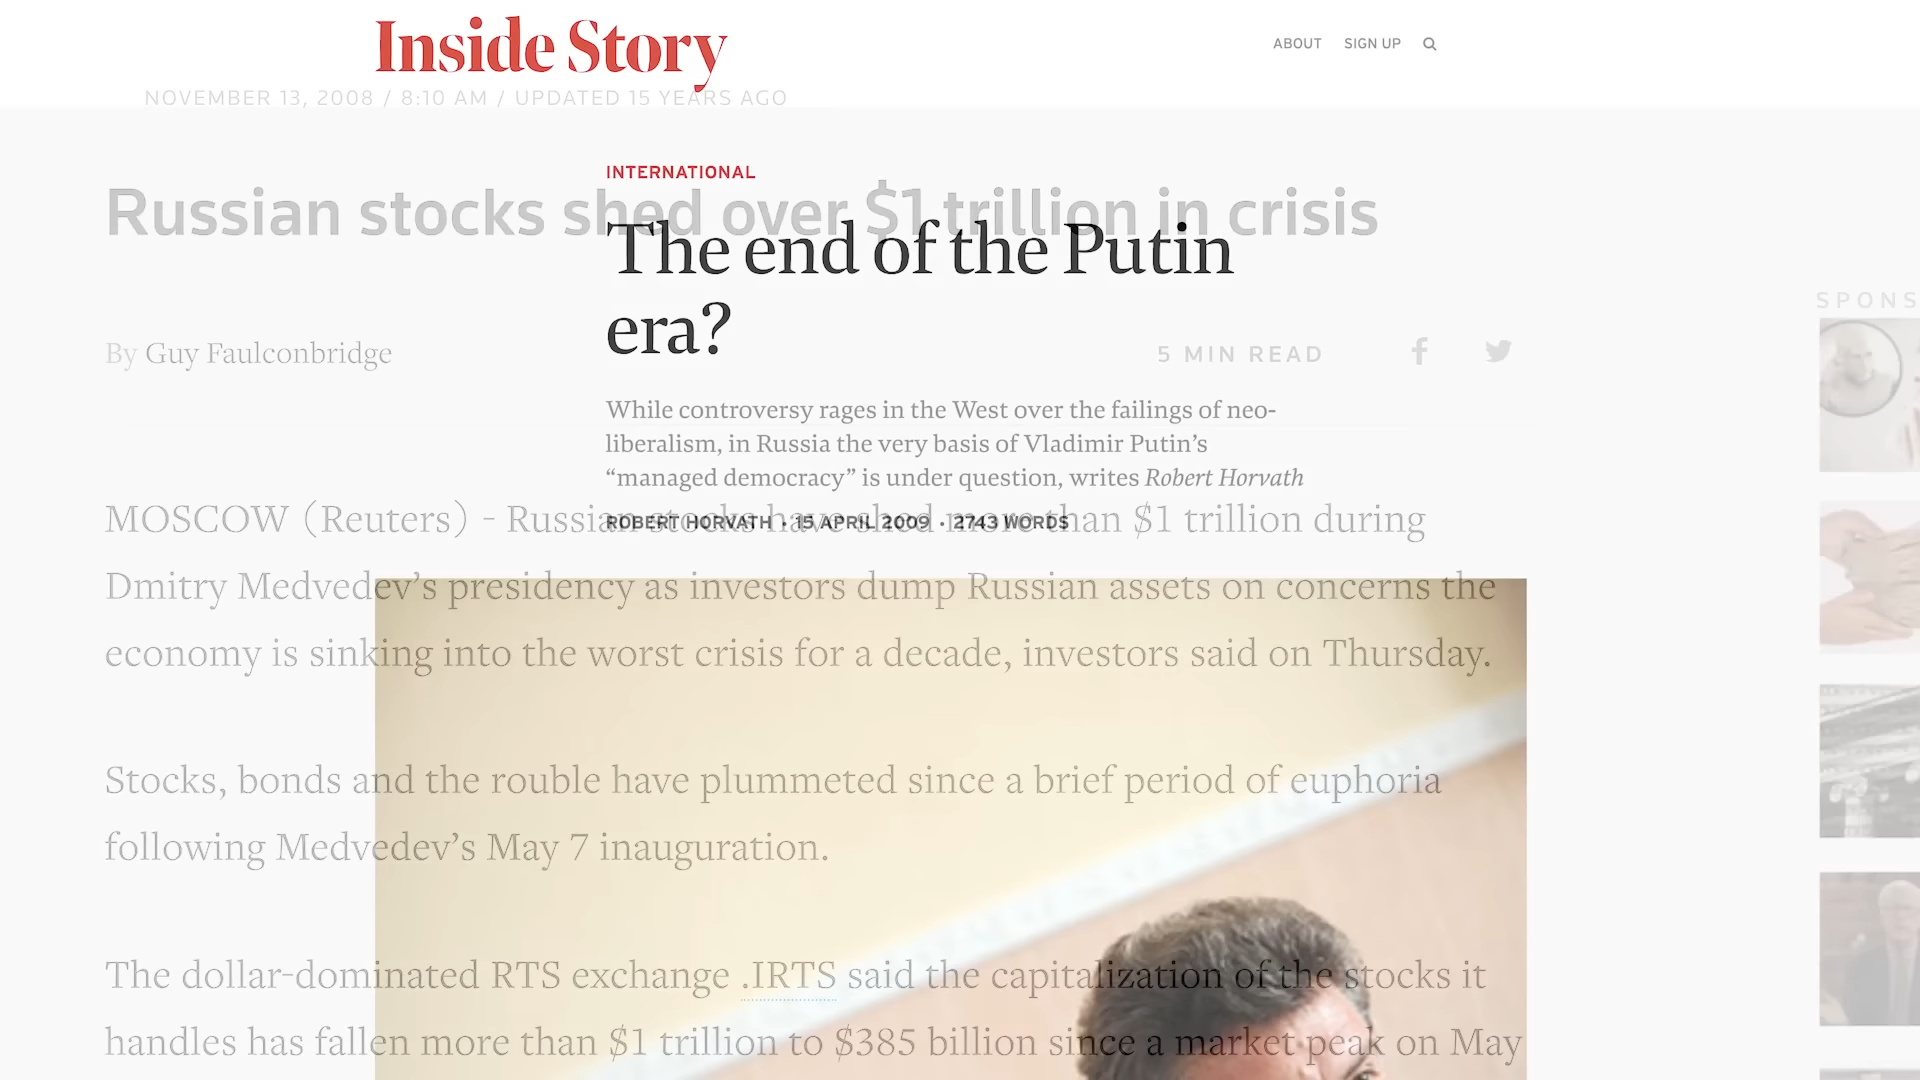 Inside Story
ABOUT SIGN UP
NOVEMBER 13, 2008 / 8:10 AM / UPDATED 15 YEARS AGO
INTERNATIONAL
Russian stocks shed over $1 trillion in crisis
The end of the Putin
era?
By Guy Faulconbridge
5 MIN READ
SPONS
While controversy rages in the West over the failings of neo-
liberalism, in Russia the very basis of Vladimir Putin’s
“managed democracy” is under question, writes Robert Horvath
ROBERT HORVATH · 15 APRIL 2009 · 2743 WORDS
MOSCOW (Reuters) - Russian stocks have shed more than $1 trillion during
Dmitry Medvedev’s presidency as investors dump Russian assets on concerns the
economy is sinking into the worst crisis for a decade, investors said on Thursday.
Stocks, bonds and the rouble have plummeted since a brief period of euphoria
following Medvedev’s May 7 inauguration.
The dollar-dominated RTS exchange .IRTS said the capitalization of the stocks it
handles has fallen more than $1 trillion to $385 billion since a market peak on May